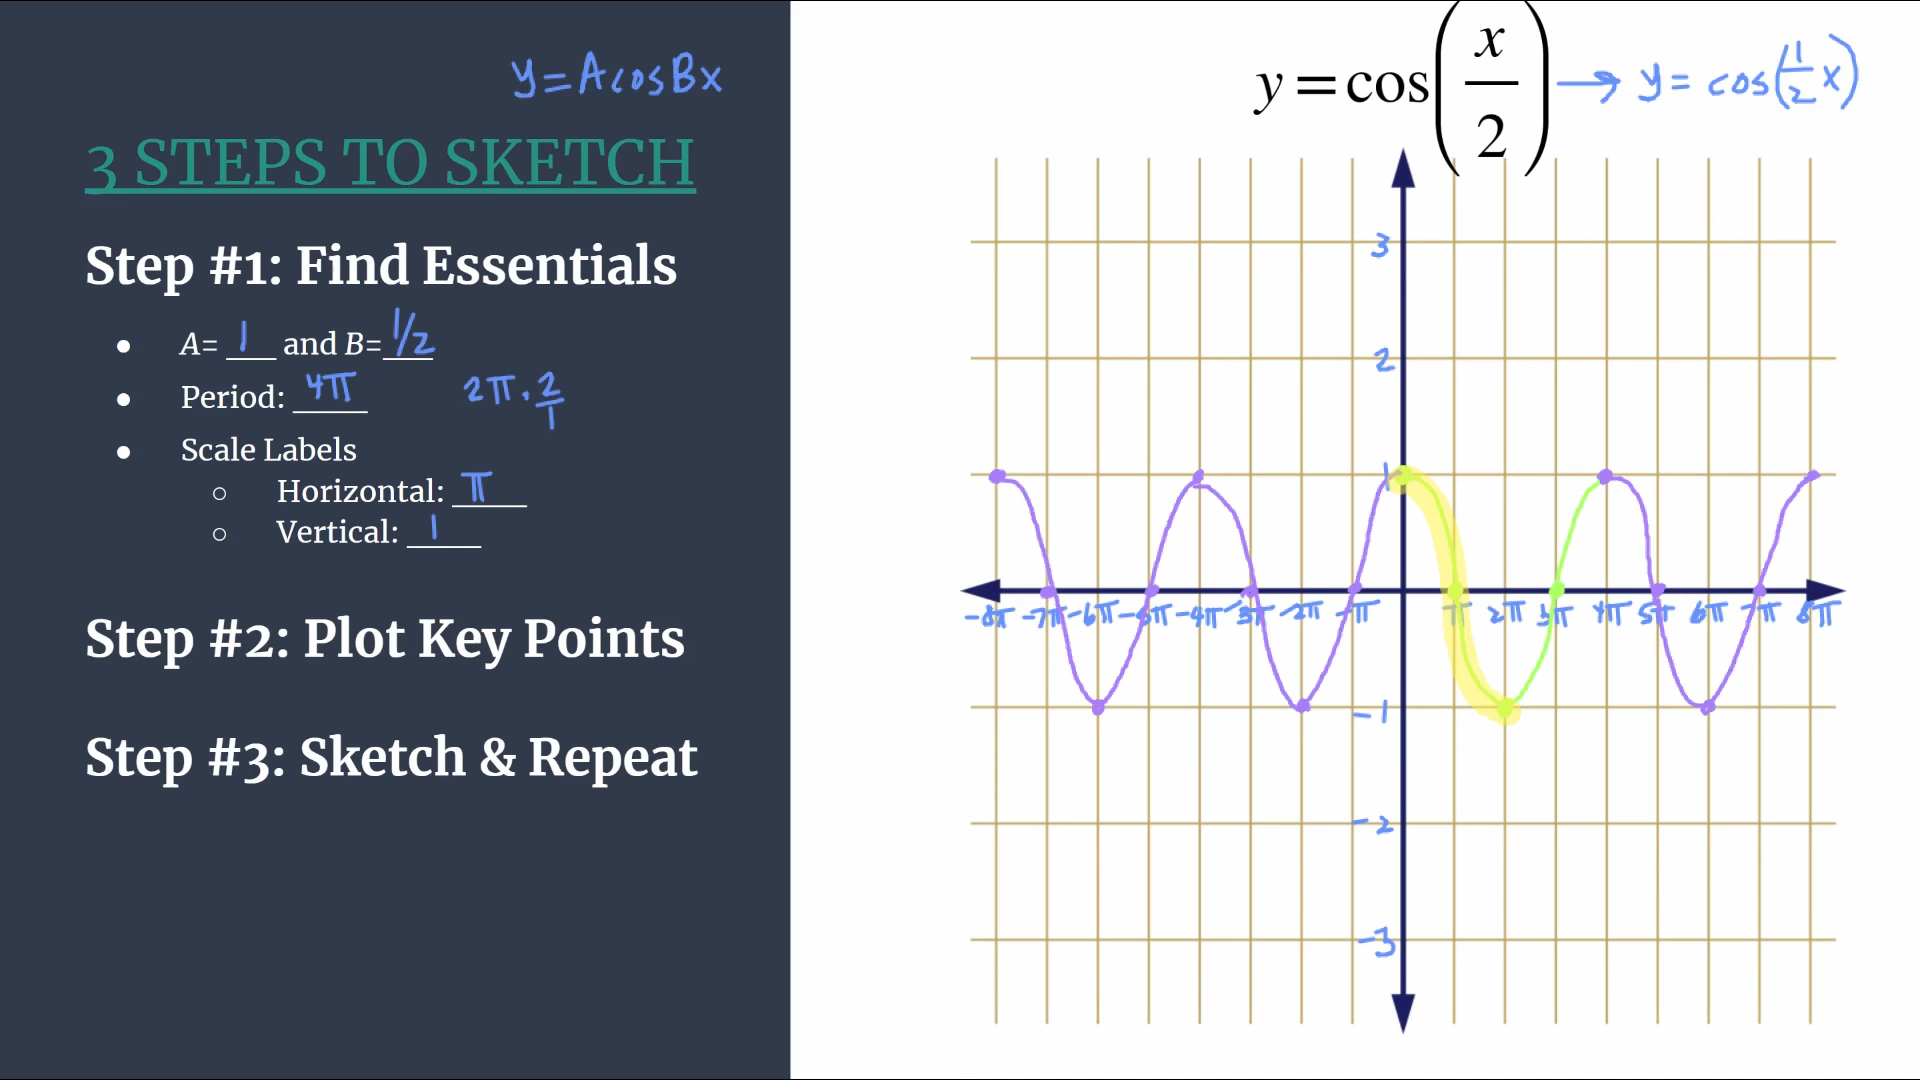 y=AcosBx
3 STEPS TO SKETCH
Step #1: Find Essentials
● A= 1 and B= 1/2
● Period: 4π 2π · 2/1
● Scale Labels
○ Horizontal: π
○ Vertical: 1
Step #2: Plot Key Points
Step #3: Sketch & Repeat
y = cos(x/2) → y = cos(1/2 x)
3
2
1
-8π -7π -6π -5π -4π -3π -2π -π π 2π 3π 4π 5π 6π 7π 8π
-1
-2
-3